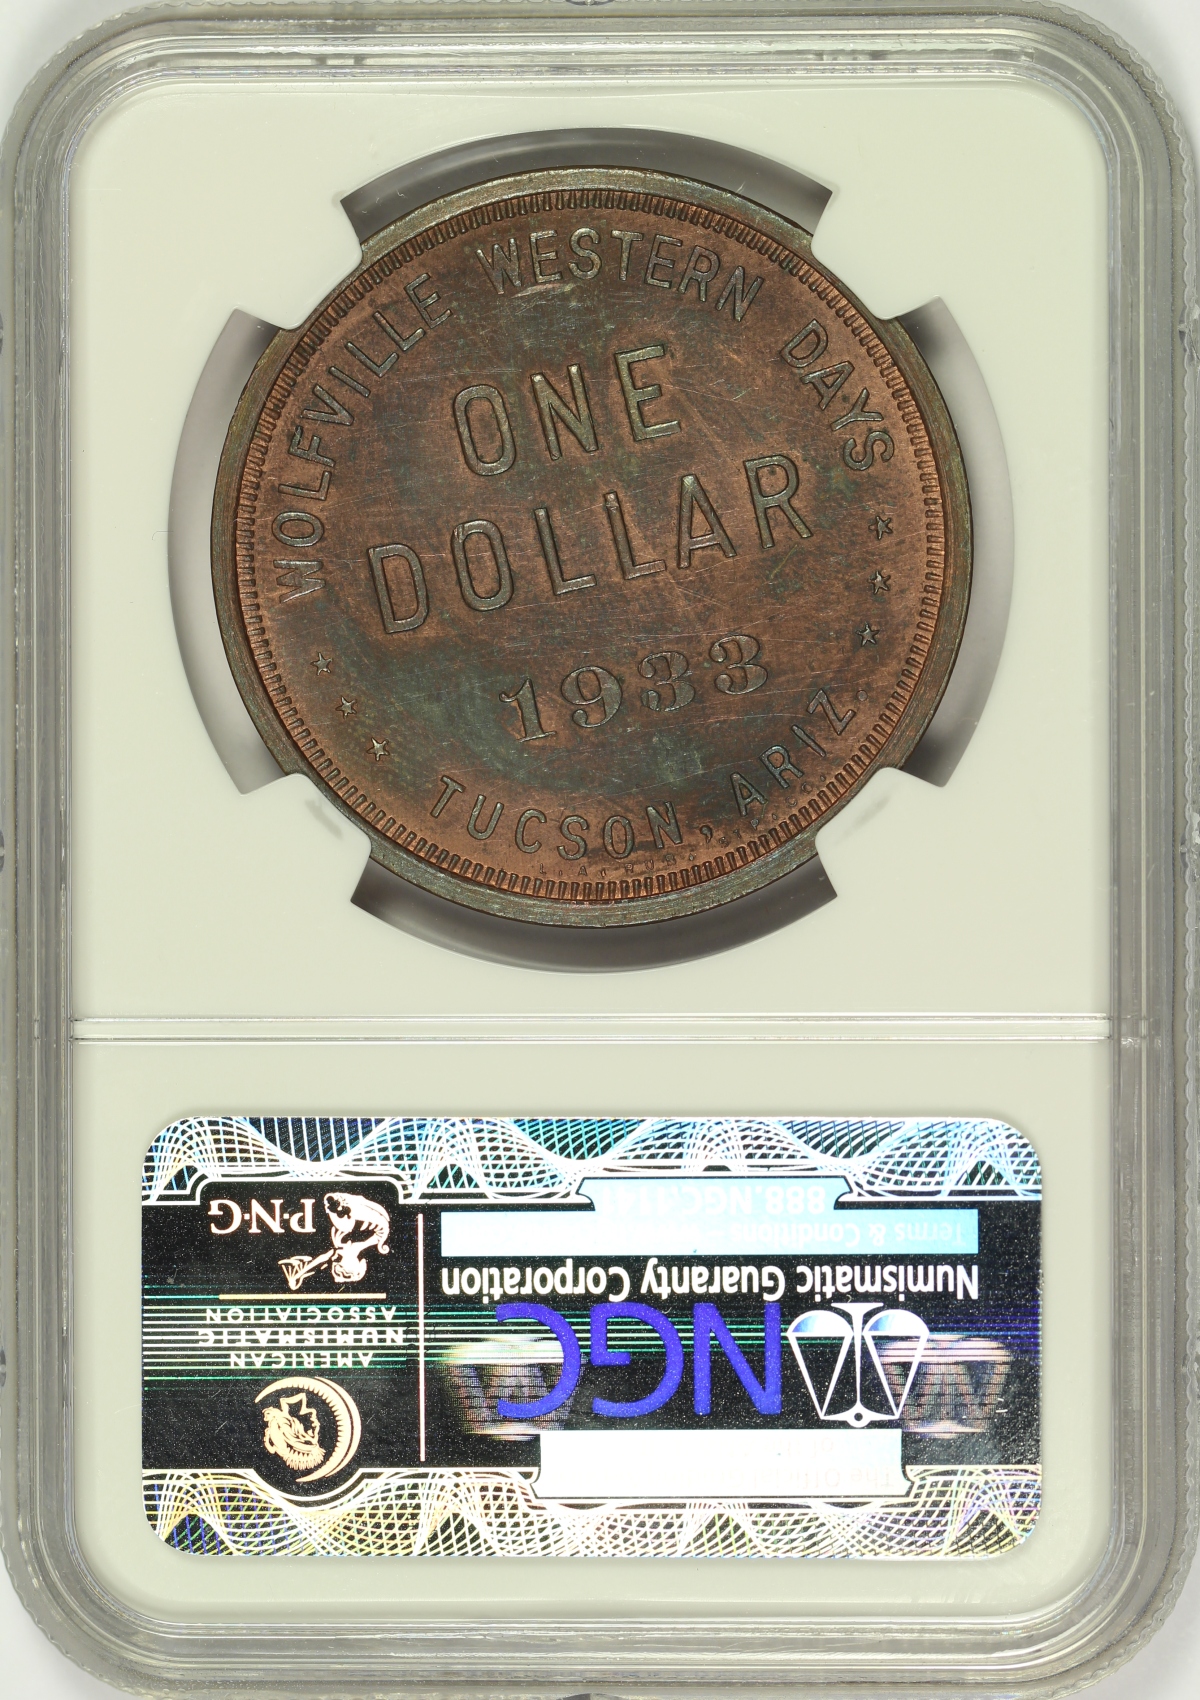 WOLFVILLE WESTERN DAYS
ONE
DOLLAR
1933
TUCSON, ARIZ.
P·N·G
AMERICAN
NUMISMATIC
ASSOCIATION
NGC
Numismatic Guaranty Corporation
Terms & Conditions
888.NGC